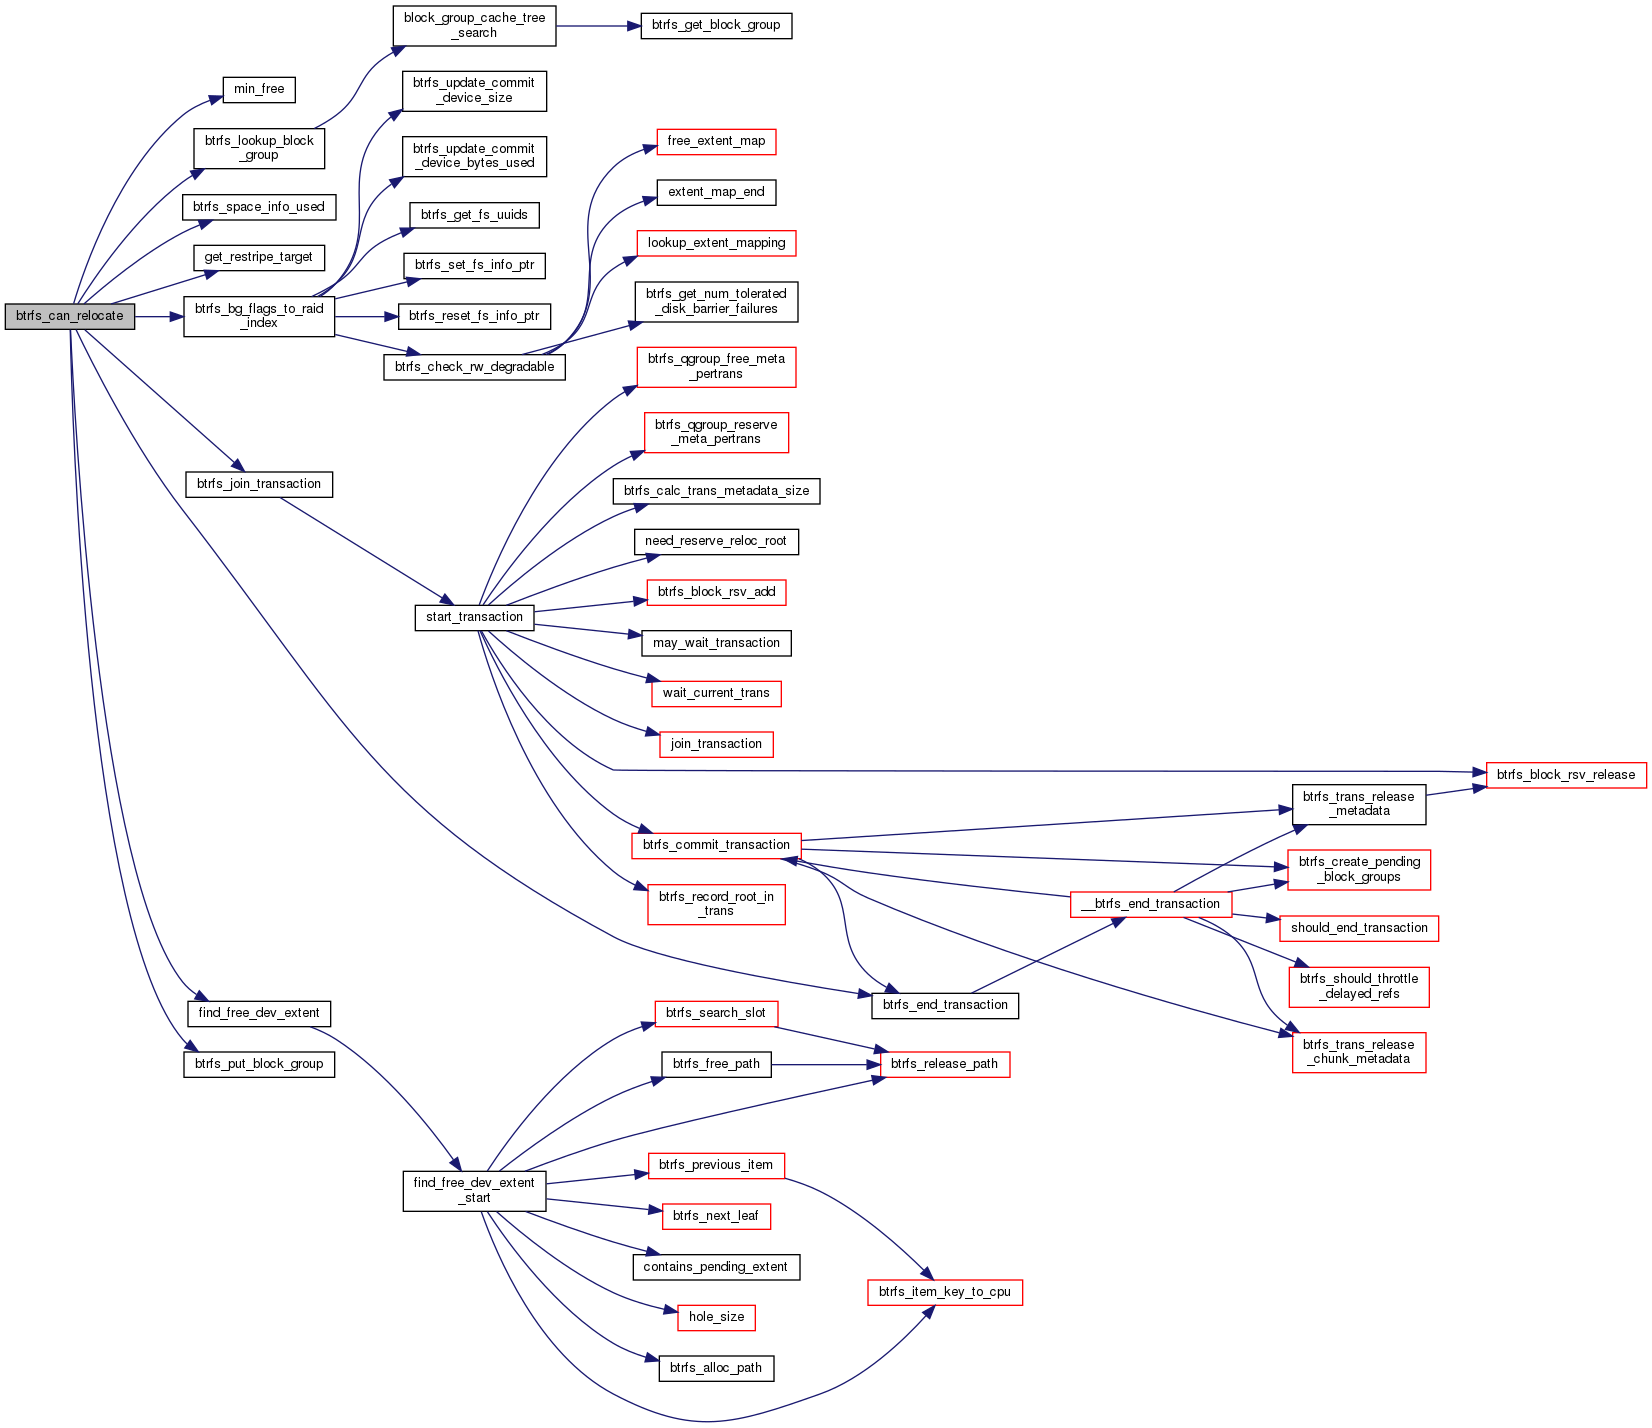 block_group_cache_tree
_search
btrfs_get_block_group
min_free
btrfs_update_commit
_device_size
btrfs_lookup_block
_group
btrfs_update_commit
_device_bytes_used
free_extent_map
extent_map_end
btrfs_space_info_used
btrfs_get_fs_uuids
lookup_extent_mapping
get_restripe_target
btrfs_set_fs_info_ptr
btrfs_get_num_tolerated
_disk_barrier_failures
btrfs_can_relocate
btrfs_bg_flags_to_raid
_index
btrfs_reset_fs_info_ptr
btrfs_check_rw_degradable
btrfs_qgroup_free_meta
_pertrans
btrfs_qgroup_reserve
_meta_pertrans
btrfs_join_transaction
btrfs_calc_trans_metadata_size
need_reserve_reloc_root
btrfs_block_rsv_add
start_transaction
may_wait_transaction
wait_current_trans
join_transaction
btrfs_block_rsv_release
btrfs_trans_release
_metadata
btrfs_commit_transaction
btrfs_create_pending
_block_groups
btrfs_record_root_in
_trans
__btrfs_end_transaction
should_end_transaction
btrfs_should_throttle
_delayed_refs
btrfs_end_transaction
find_free_dev_extent
btrfs_search_slot
btrfs_trans_release
_chunk_metadata
btrfs_put_block_group
btrfs_free_path
btrfs_release_path
btrfs_previous_item
find_free_dev_extent
_start
btrfs_next_leaf
contains_pending_extent
btrfs_item_key_to_cpu
hole_size
btrfs_alloc_path